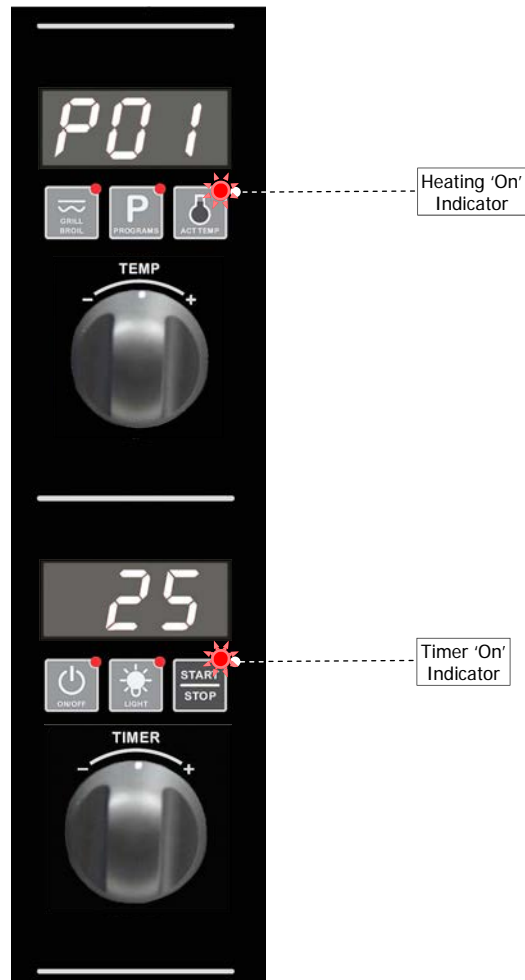 P01
Heating 'On'
Indicator
GRILL
BROIL
P
PROGRAMS
ACT TEMP
TEMP
- +
25
Timer 'On'
Indicator
ON/OFF
LIGHT
START
STOP
TIMER
- +